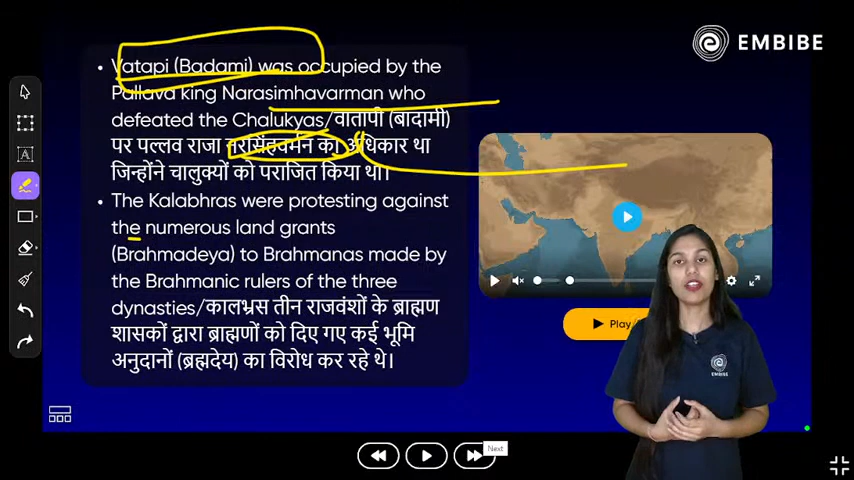 EMBIBE
• Vatapi (Badami) was occupied by the
Pallava king Narasimhavarman who
defeated the Chalukyas/वातापी (बादामी)
पर पल्लव राजा नरसिंहवर्मन का अधिकार था
जिन्होंने चालुक्यों को पराजित किया था।
• The Kalabhras were protesting against
the numerous land grants
(Brahmadeya) to Brahmanas made by
the Brahmanic rulers of the three
dynasties/कालभ्रस तीन राजवंशों के ब्राह्मण
शासकों द्वारा ब्राह्मणों को दिए गए कई भूमि
अनुदानों (ब्रह्मदेय) का विरोध कर रहे थे।
Play
EMBIBE
Next